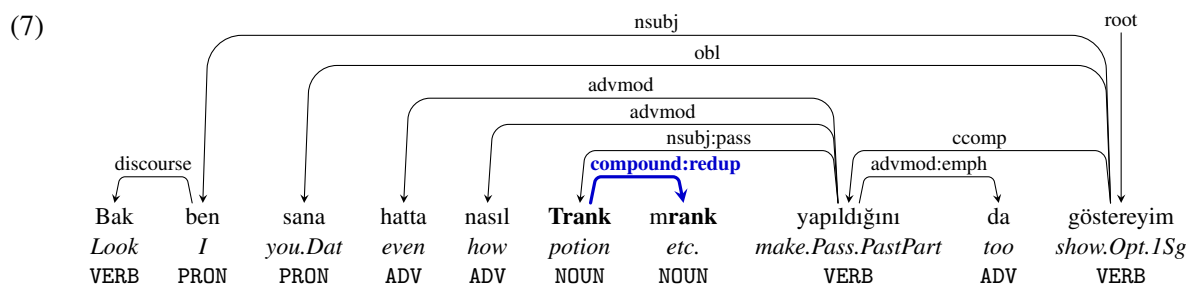 (7)
nsubj
root
obl
advmod
advmod
nsubj:pass
ccomp
discourse
compound:redup
advmod:emph
Bak ben sana hatta nasıl Trank mrank yapıldığını da göstereyim
Look I you.Dat even how potion etc. make.Pass.PastPart too show.Opt.1Sg
VERB PRON PRON ADV ADV NOUN NOUN VERB ADV VERB